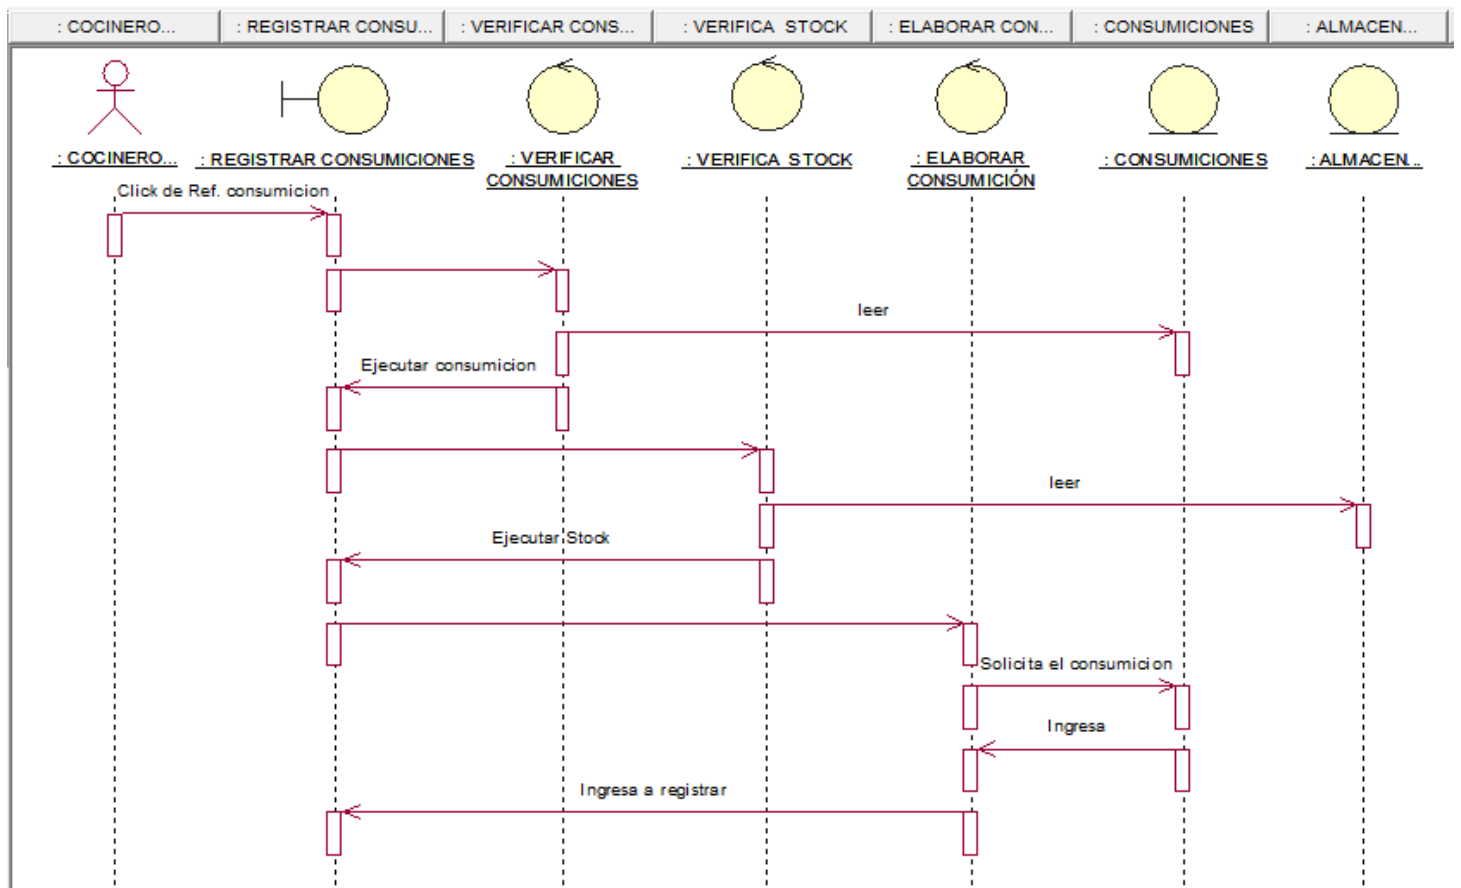 : COCINERO...
: REGISTRAR CONSU...
: VERIFICAR CONS...
: VERIFICA STOCK
: ELABORAR CON...
: CONSUMICIONES
: ALMACEN...
: COCINERO...
: REGISTRAR CONSUMICIONES
: VERIFICAR
CONSUMICIONES
: VERIFICA STOCK
: ELABORAR
CONSUMICIÓN
: CONSUMICIONES
: ALMACEN...
Click de Ref. consumicion
leer
Ejecutar consumicion
leer
Ejecutar Stock
Solicita el consumicion
Ingresa
Ingresa a registrar